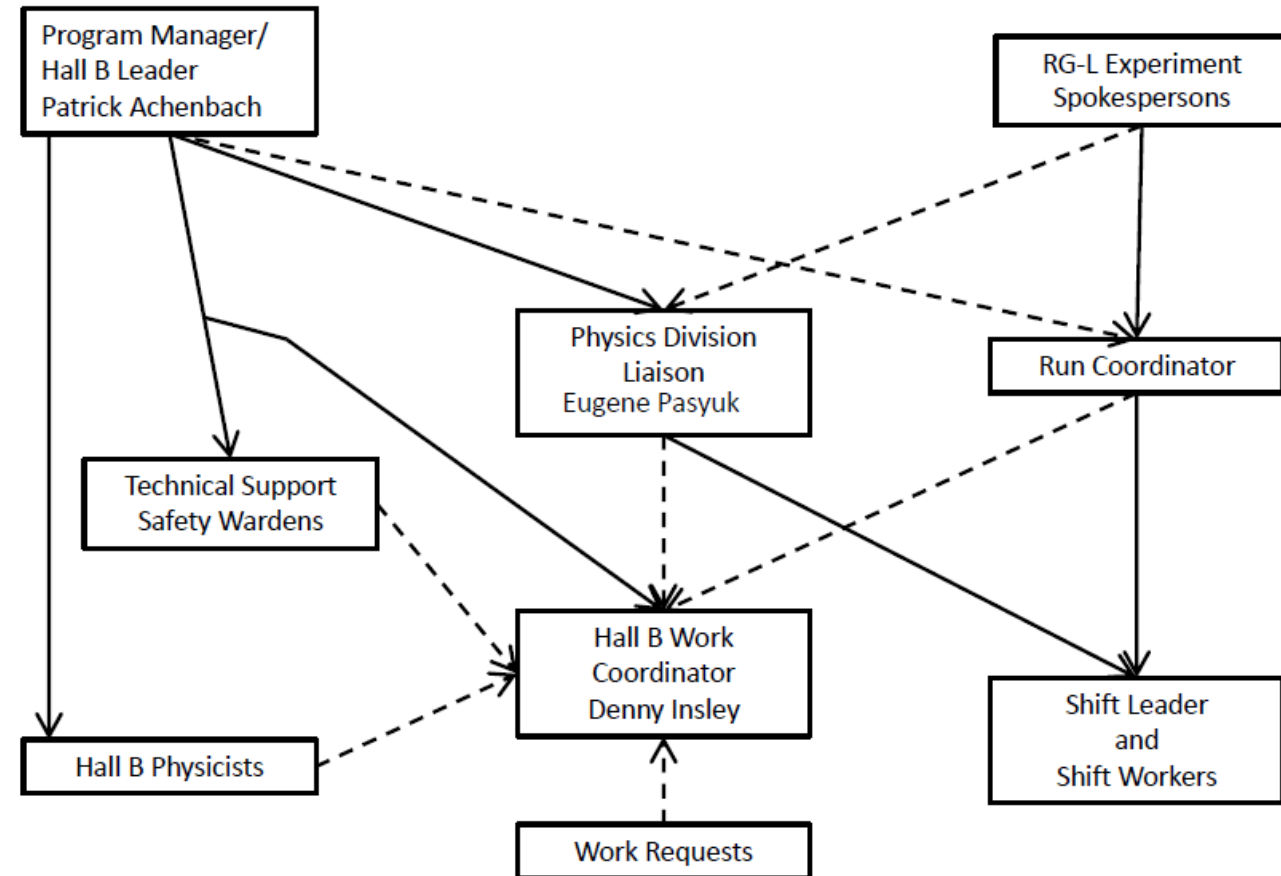 Program Manager/
Hall B Leader
Patrick Achenbach
RG-L Experiment
Spokespersons
Physics Division
Liaison
Eugene Pasyuk
Run Coordinator
Technical Support
Safety Wardens
Hall B Work
Coordinator
Denny Insley
Shift Leader
and
Shift Workers
Hall B Physicists
Work Requests